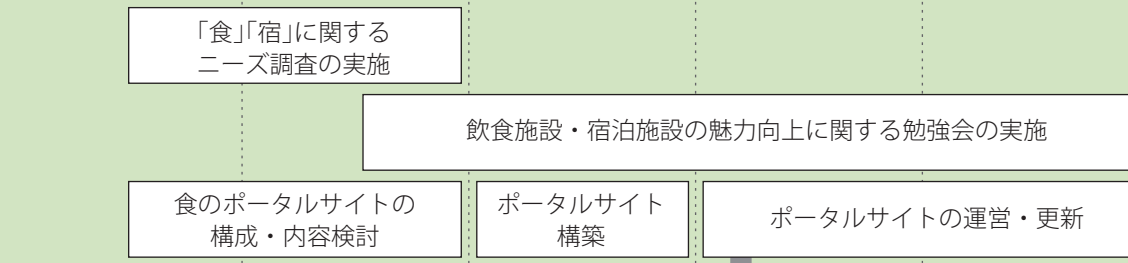 「食」「宿」に関する
ニーズ調査の実施
飲食施設・宿泊施設の魅力向上に関する勉強会の実施
食のポータルサイトの
構成・内容検討
ポータルサイト
構築
ポータルサイトの運営・更新